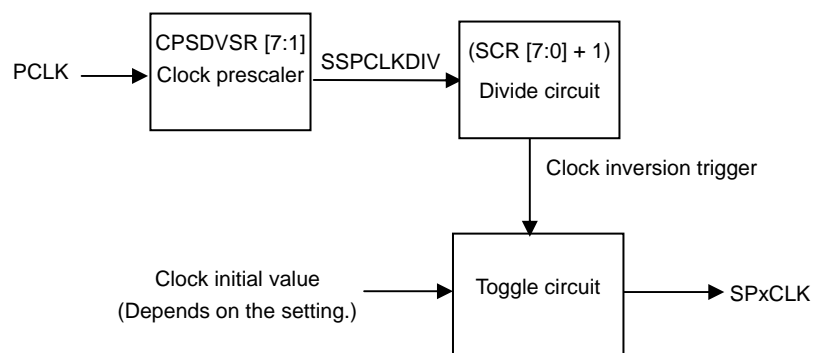 PCLK
CPSDVSR [7:1]
Clock prescaler
SSPCLKDIV
(SCR [7:0] + 1)
Divide circuit
Clock inversion trigger
Clock initial value
(Depends on the setting.)
Toggle circuit
SPxCLK